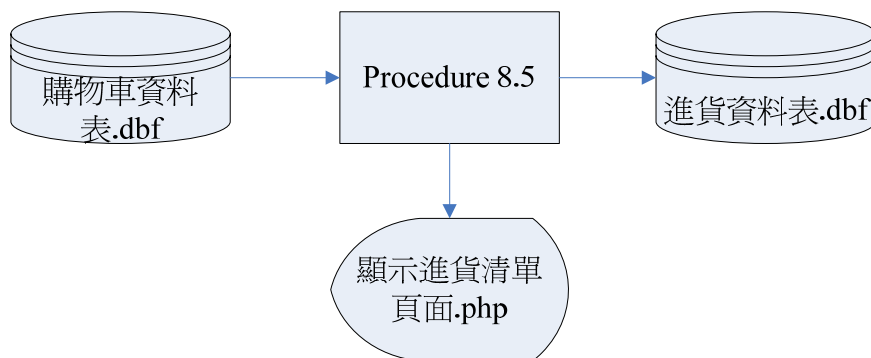 購物車資料
表.dbf
Procedure 8.5
進貨資料表.dbf
顯示進貨清單
頁面.php